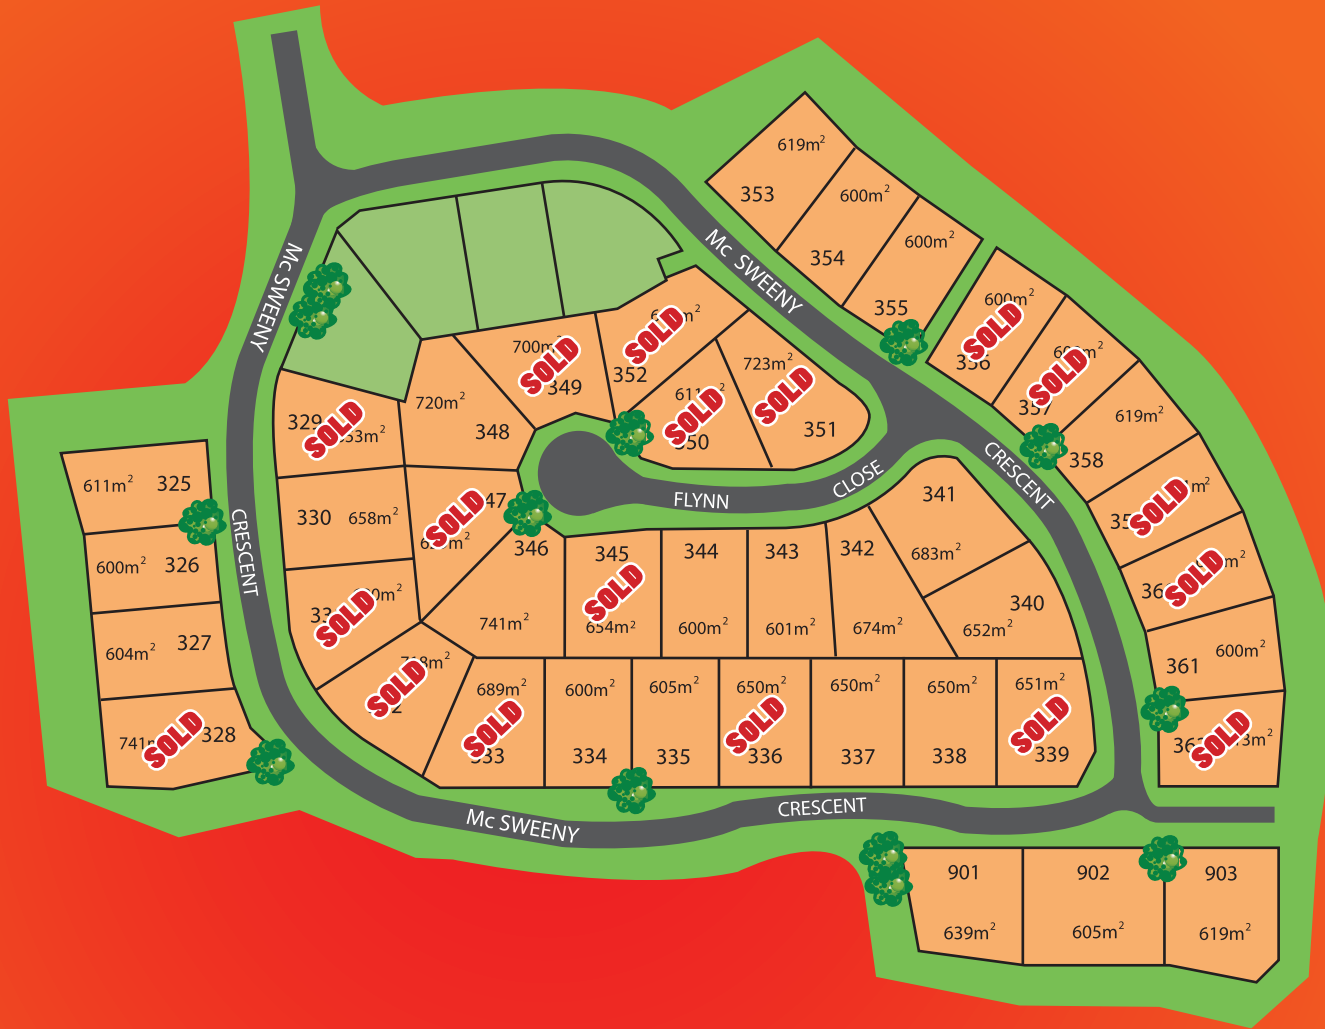 619m²
353
600m²
354
600m²
355
600m²
SOLD
356
SOLD
357
619m²
358
SOLD
SOLD
600m²
361
SOLD
Mc SWEENY
Mc SWEENY
CRESCENT
700m²
SOLD
349
SOLD
352
723m²
SOLD
351
SOLD
720m²
348
329
SOLD
330 658m²
SOLD
SOLD
SOLD
611m² 325
600m² 326
604m² 327
SOLD
328
CRESCENT
FLYNN
CLOSE
346
741m²
345
SOLD
654m²
344
600m²
343
601m²
342
674m²
341
683m²
340
652m²
689m²
SOLD
600m²
334
605m²
335
650m²
SOLD
336
650m²
337
650m²
338
651m²
SOLD
339
Mc SWEENY
CRESCENT
901
639m²
902
605m²
903
619m²